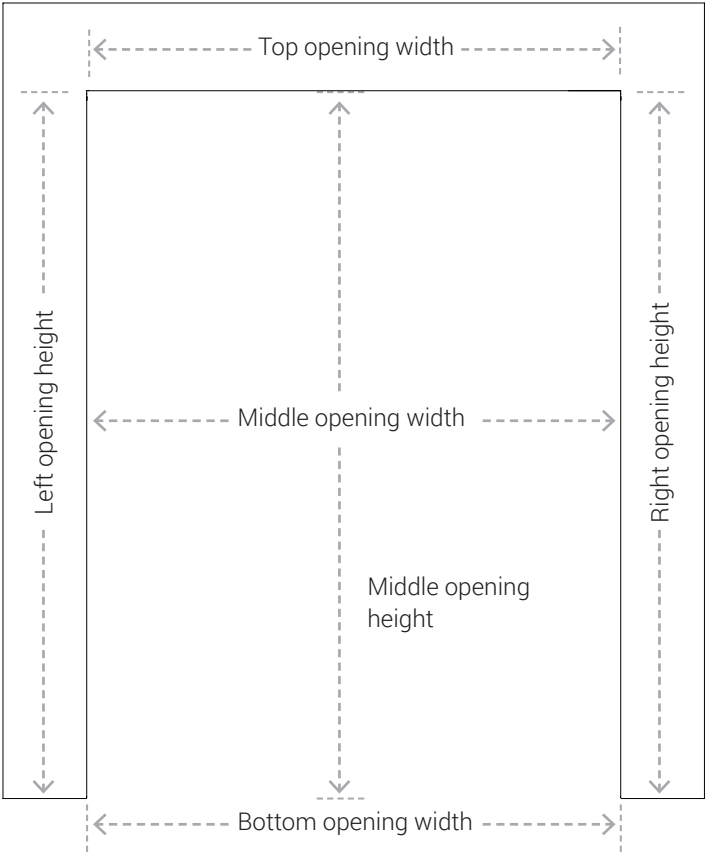 Top opening width
Left opening height
Middle opening width
Right opening height
Middle opening
height
Bottom opening width